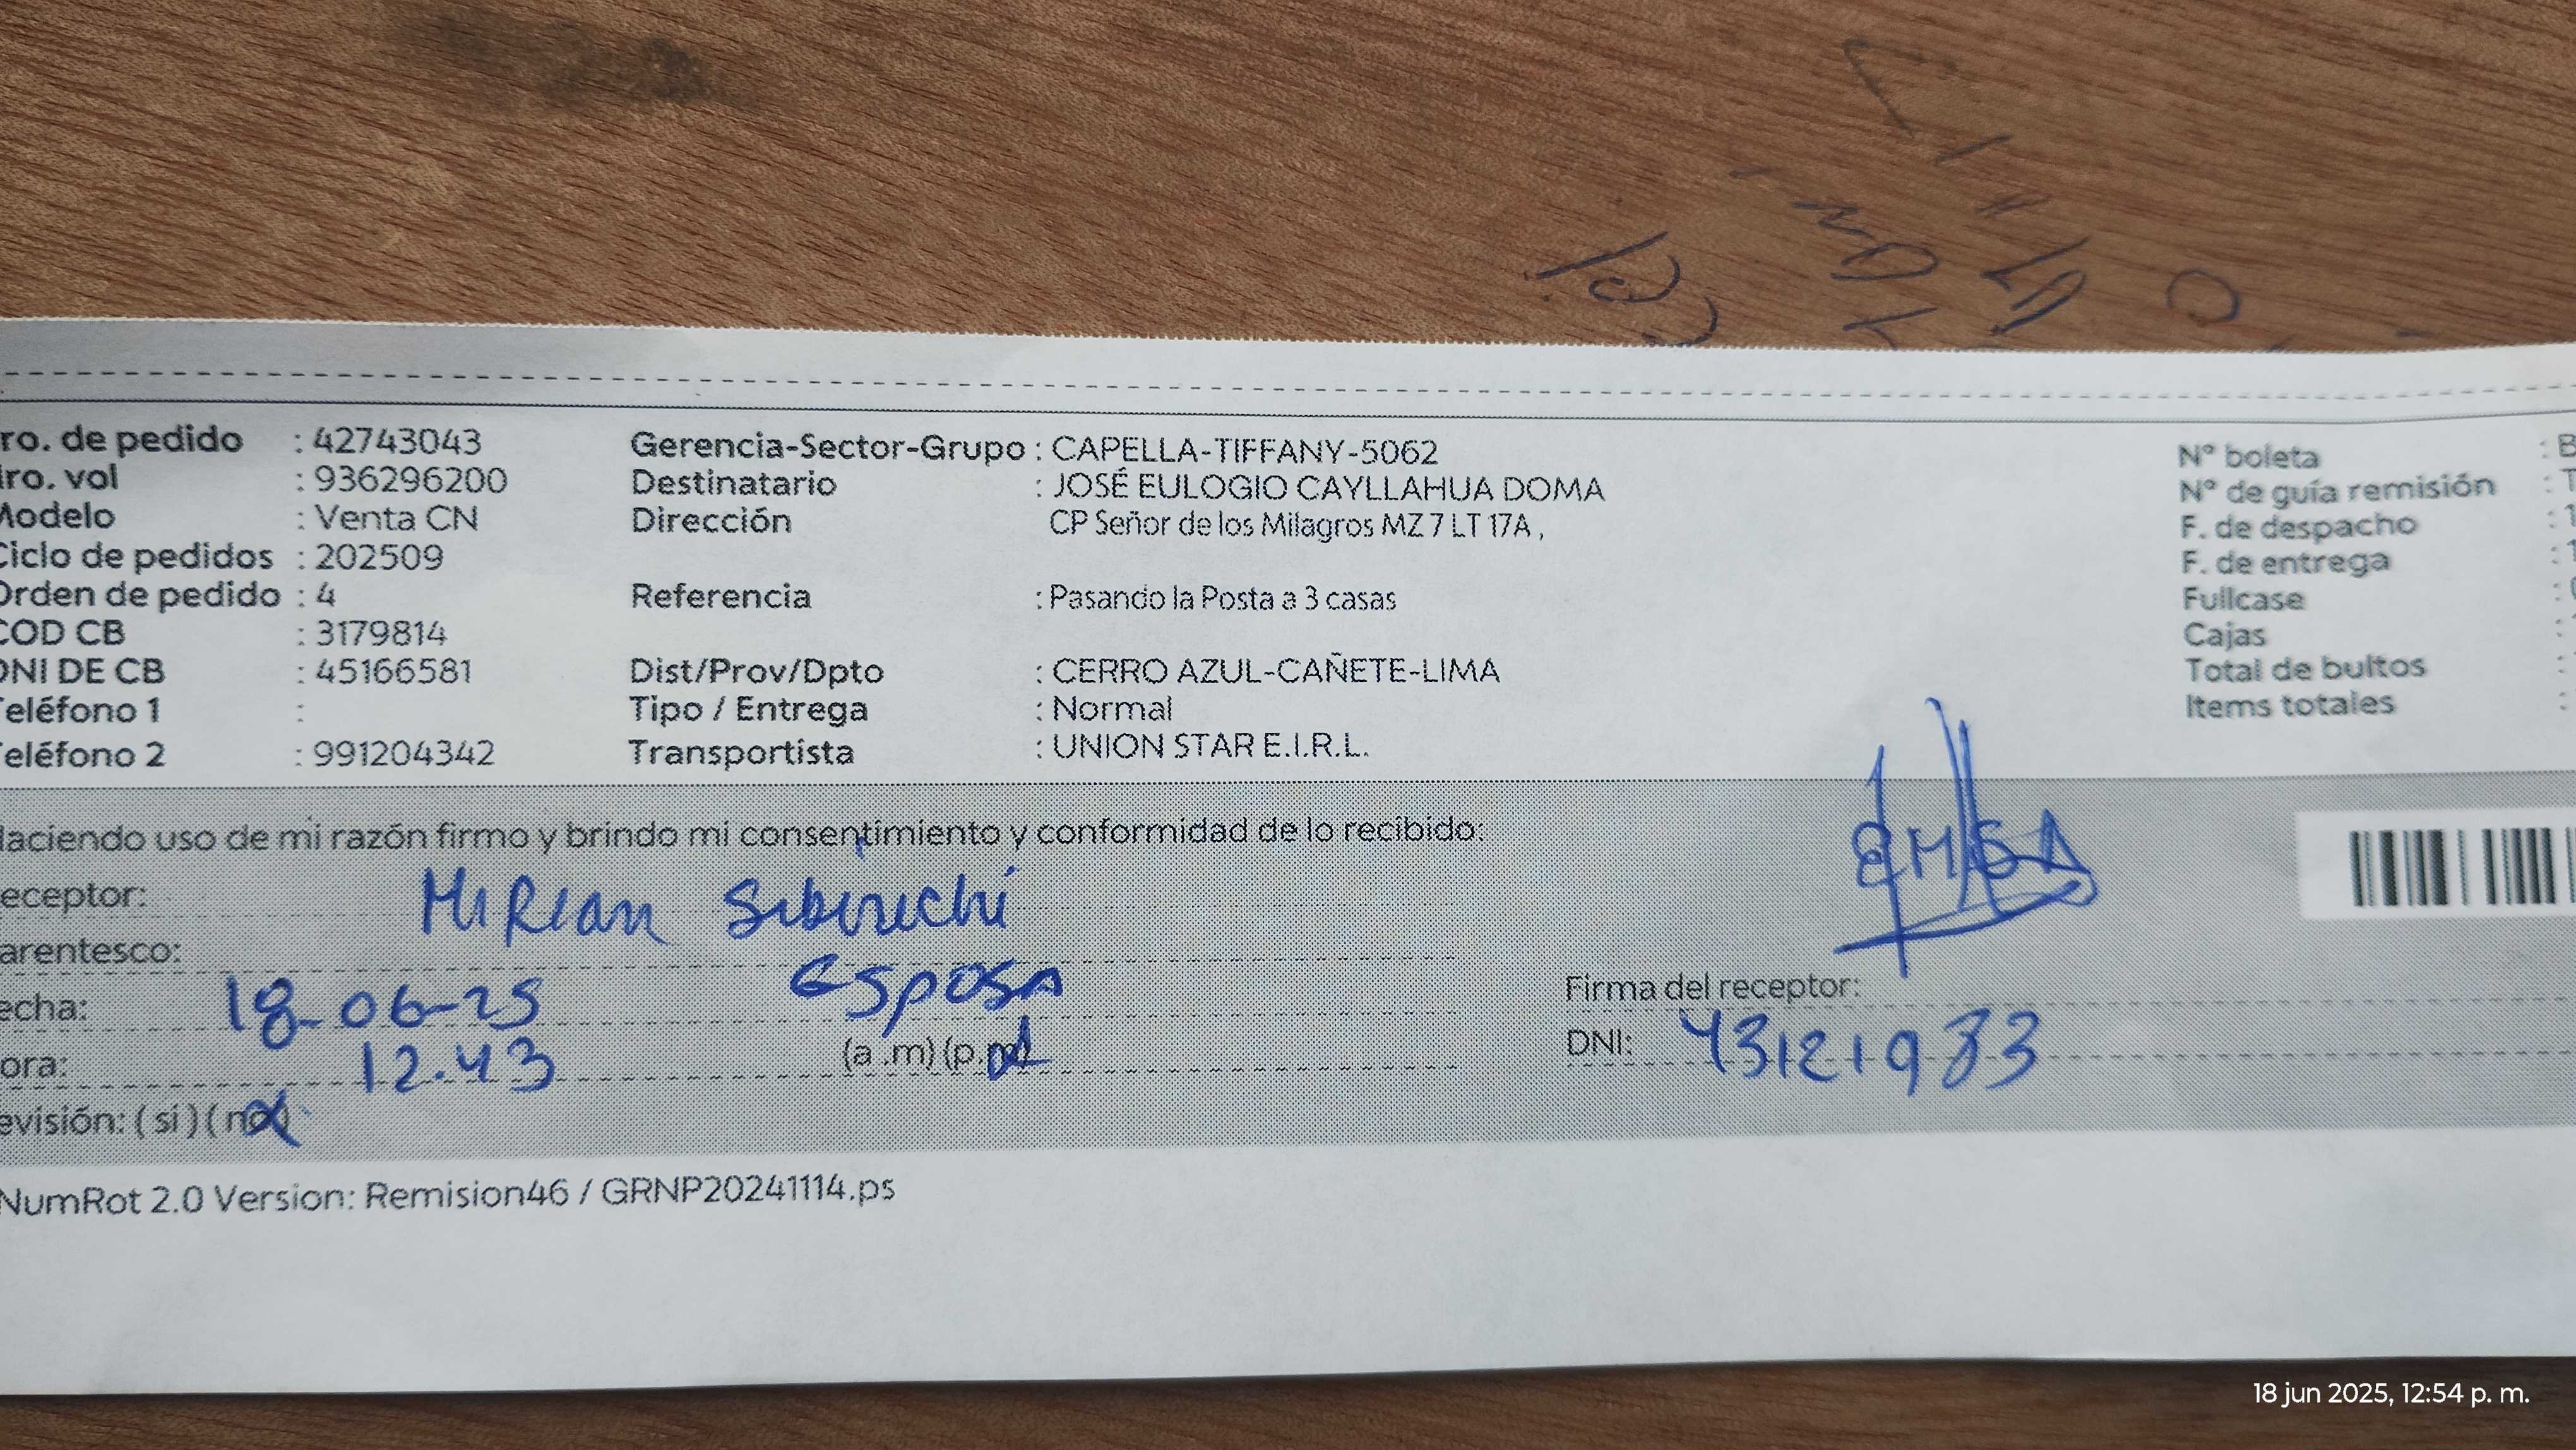 ro. de pedido : 42743043
ro. vol : 936296200
Modelo : Venta CN
Ciclo de pedidos : 202509
Orden de pedido : 4
COD CB : 3179814
DNI DE CB : 45166581
Teléfono 1 :
Teléfono 2 : 991204342
Gerencia-Sector-Grupo : CAPELLA-TIFFANY-5062
Destinatario : JOSÉ EULOGIO CAYLLAHUA DOMA
Dirección CP Señor de los Milagros MZ 7 LT 17A ,
Referencia : Pasando la Posta a 3 casas
Dist/Prov/Dpto : CERRO AZUL-CAÑETE-LIMA
Tipo / Entrega : Normal
Transportista : UNION STAR E.I.R.L.
N° boleta : B
N° de guía remisión : T
F. de despacho : 1
F. de entrega : 1
Fullcase :
Cajas :
Total de bultos :
Items totales :
Haciendo uso de mi razón firmo y brindo mi consentimiento y conformidad de lo recibido:
eceptor: MiRian
arentesco: Esposa
echa: 18-06-25
ora: 12.43 (a .m) (p.m)
evisión: ( si ) ( no )
Firma del receptor:
DNI: 43121983
NumRot 2.0 Version: Remision46 / GRNP20241114.ps
18 jun 2025, 12:54 p. m.